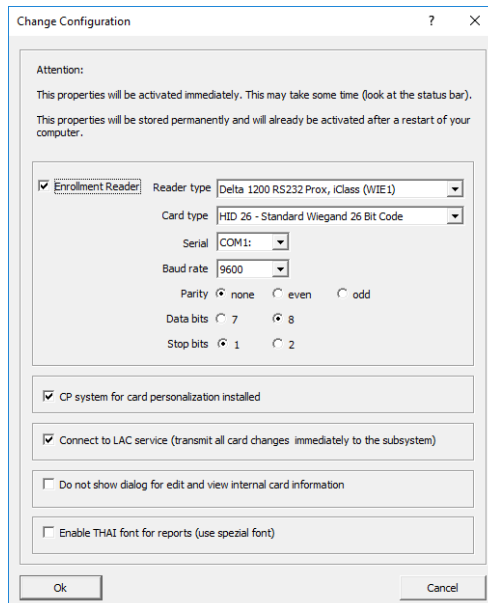 Change Configuration ? ×
Attention:
This properties will be activated immediately. This may take some time (look at the status bar).
This properties will be stored permanently and will already be activated after a restart of your
computer.
Enrollment Reader Reader type Delta 1200 RS232 Prox, iClass (WIE1)
Card type HID 26 - Standard Wiegand 26 Bit Code
Serial COM1:
Baud rate 9600
Parity none even odd
Data bits 7 8
Stop bits 1 2
CP system for card personalization installed
Connect to LAC service (transmit all card changes immediately to the subsystem)
Do not show dialog for edit and view internal card information
Enable THAI font for reports (use spezial font)
Ok Cancel